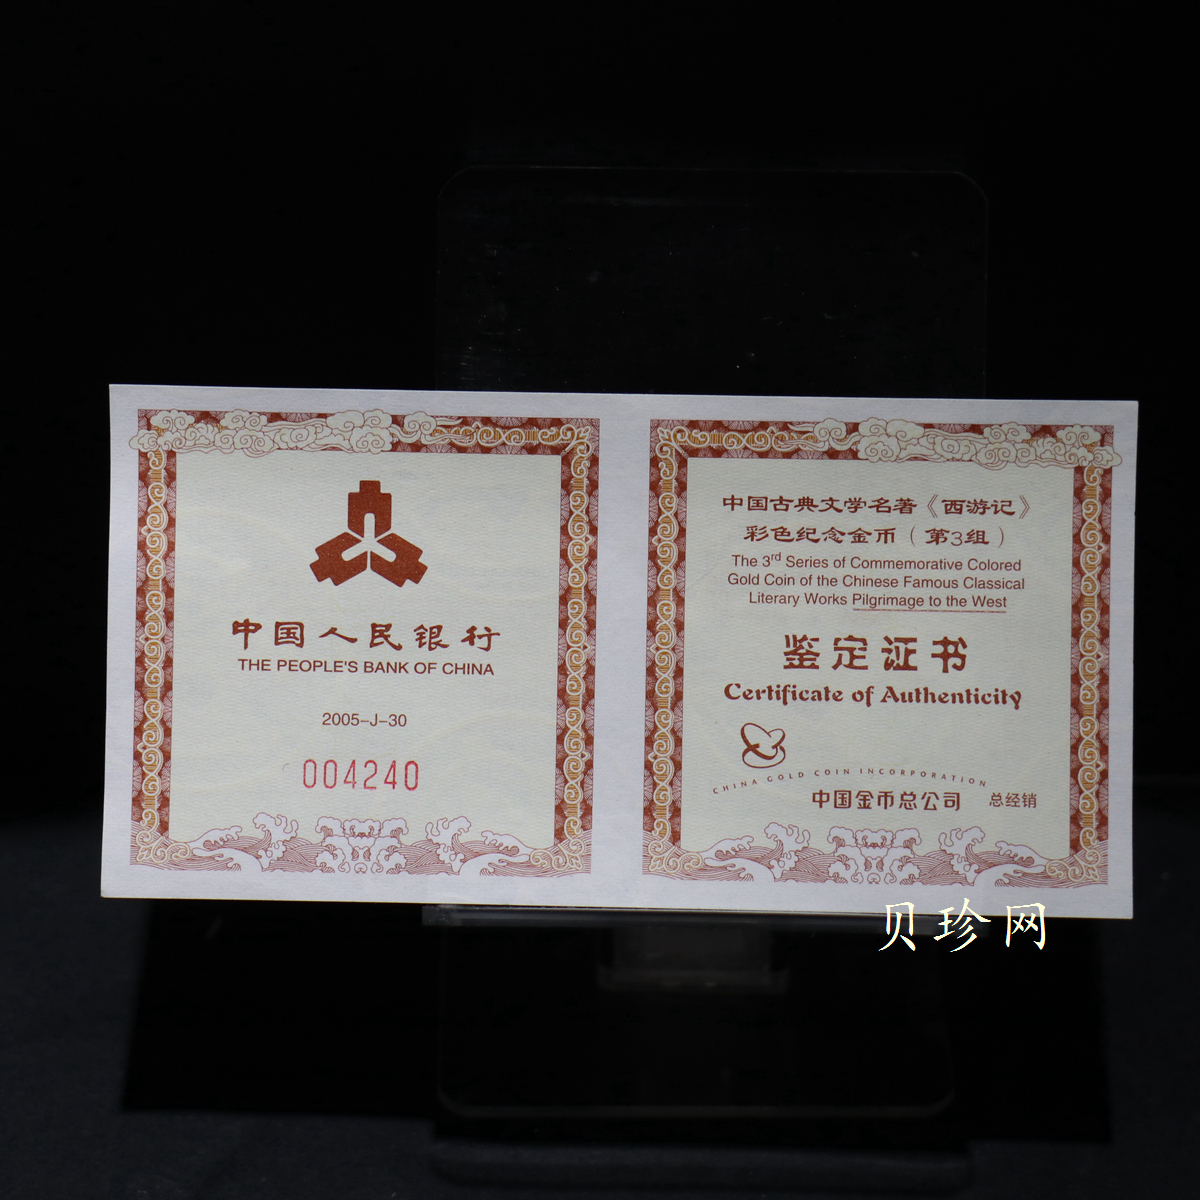 中国人民银行
THE PEOPLE'S BANK OF CHINA
2005-J-30
004240
中国古典文学名著《西游记》
彩色纪念金币（第3组）
The 3rd Series of Commemorative Colored
Gold Coin of the Chinese Famous Classical
Literary Works Pilgrimage to the West
鉴定证书
Certificate of Authenticity
CHINA GOLD COIN INCORPORATION
中国金币总公司 总经销
贝珍网